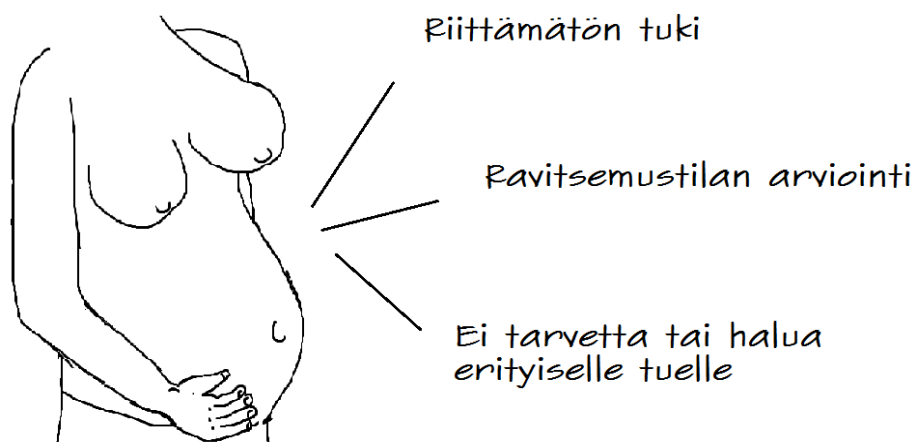 Riittämätön tuki
Ravitsemustilan arviointi
Ei tarvetta tai halua
erityiselle tuelle